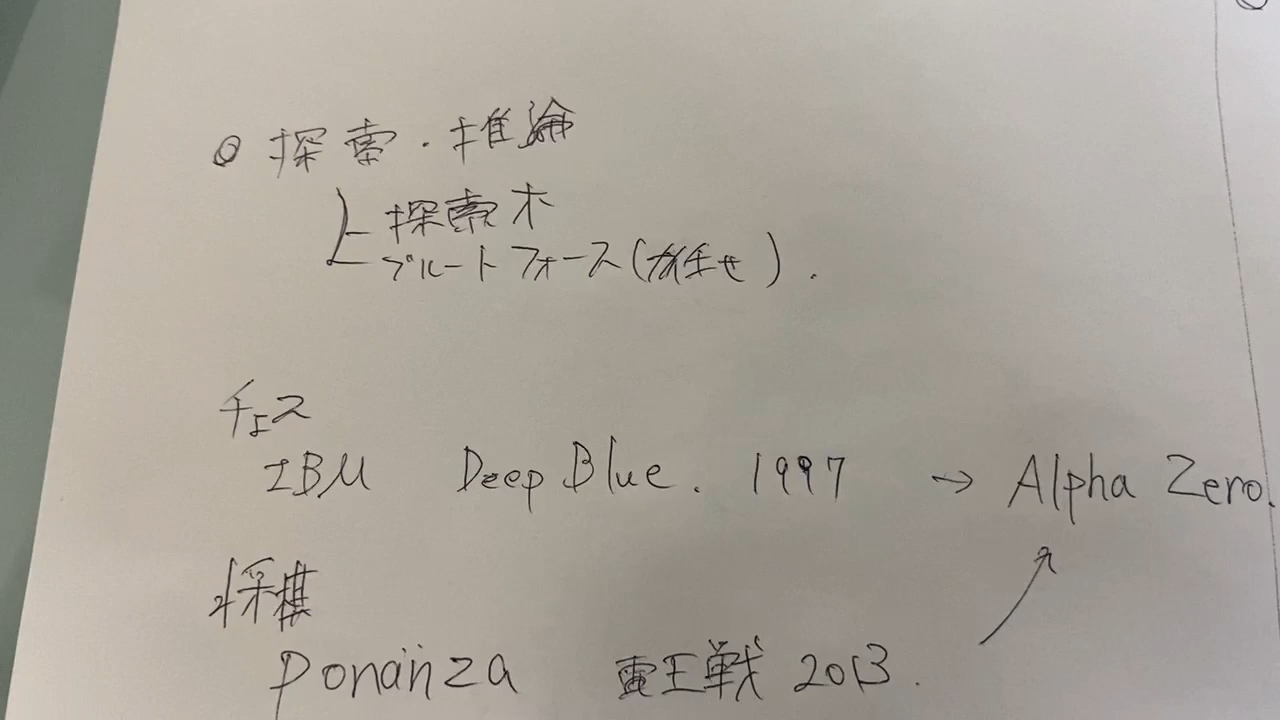 ◎ 探索・推論
探索木
ブルートフォース(力任せ).
チェス
IBM Deep Blue. 1997 → Alpha Zero.
将棋
Ponanza 電王戦 2013.